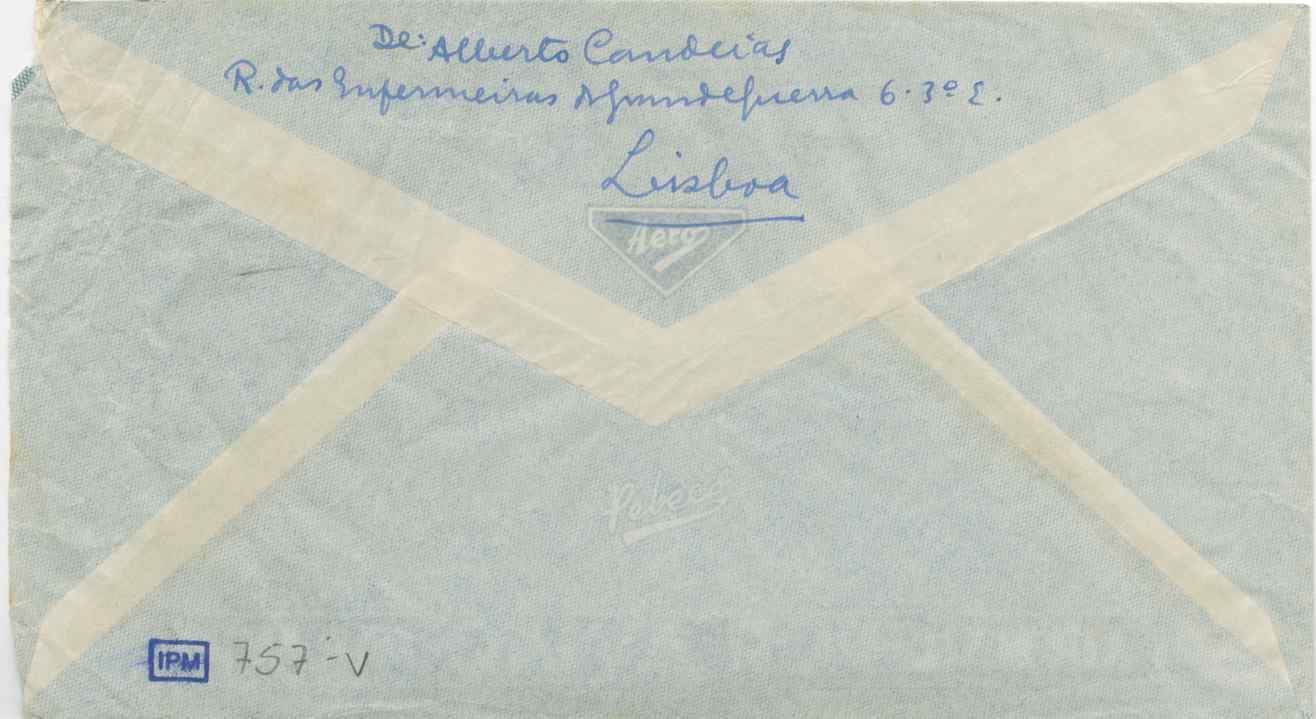 De: Alberto Candeias
R. das Enfermeiras da Grande Guerra 6·3º E.
Lisboa
Aero
IPM 757-V